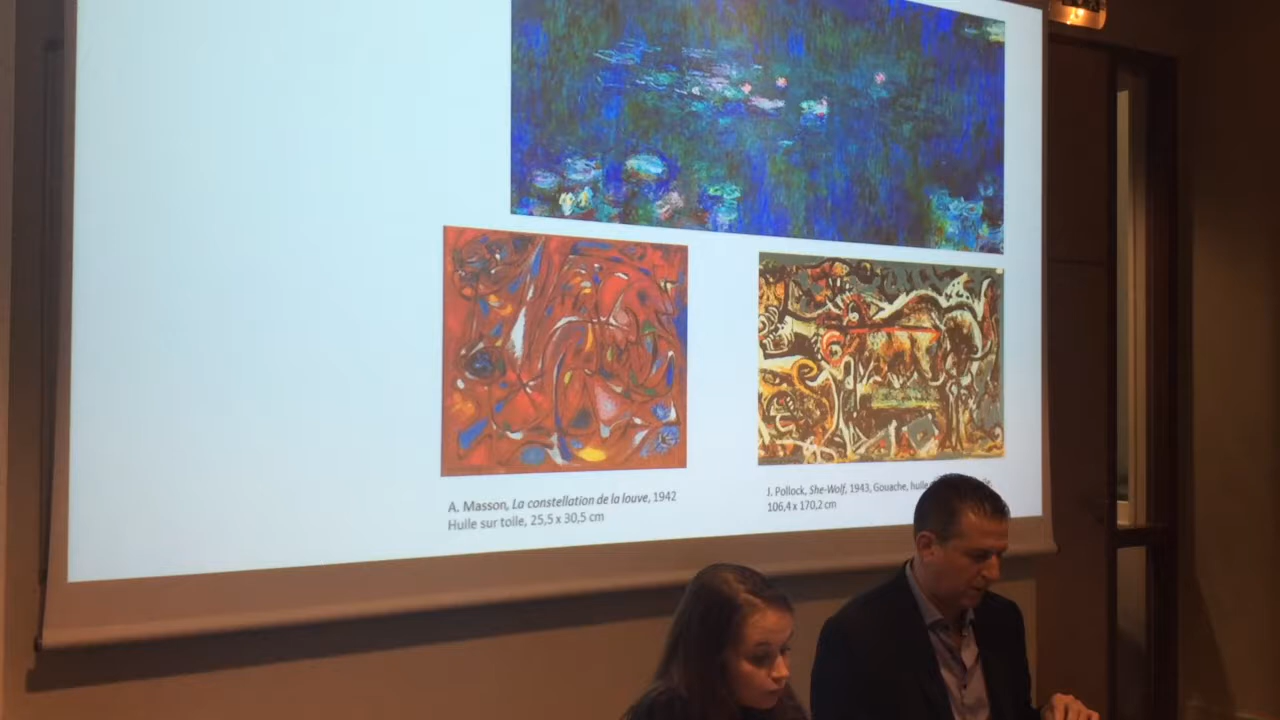 A. Masson, La constellation de la louve, 1942
Huile sur toile, 25,5 x 30,5 cm
J. Pollock, She-Wolf, 1943, Gouache, huile
106,4 x 170,2 cm